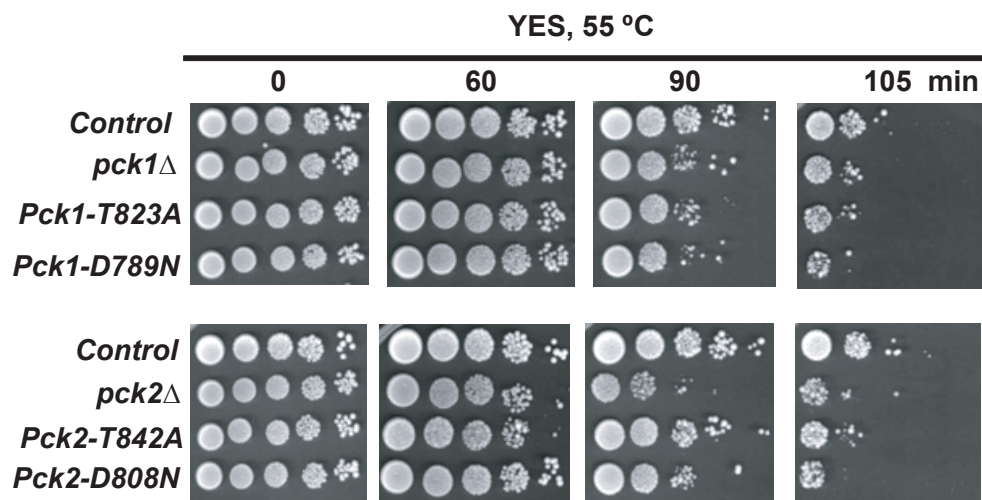 YES, 55 ºC
0 60 90 105 min
Control
pck1Δ
Pck1-T823A
Pck1-D789N
Control
pck2Δ
Pck2-T842A
Pck2-D808N